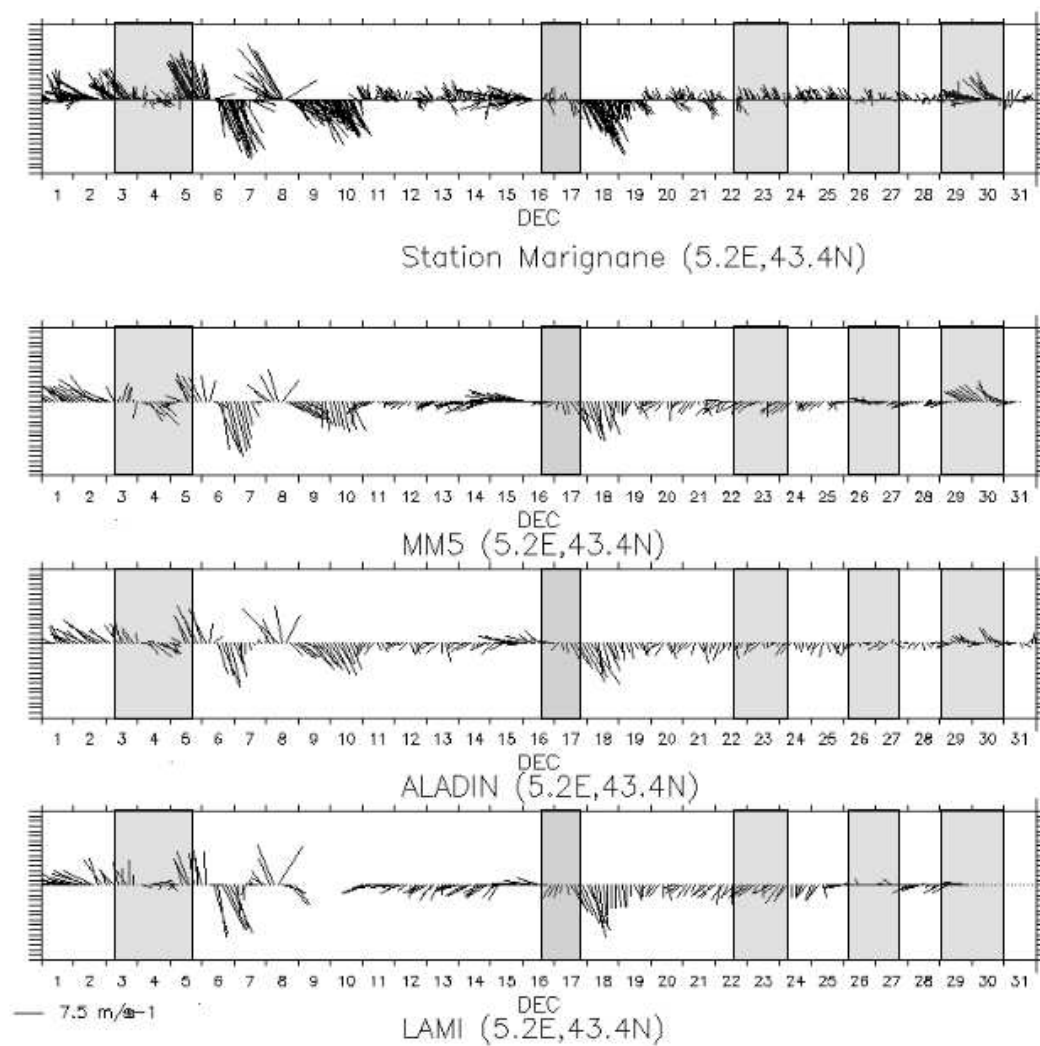 1 2 3 4 5 6 7 8 9 10 11 12 13 14 15 16 17 18 19 20 21 22 23 24 25 26 27 28 29 30 31
DEC
Station Marignane (5.2E,43.4N)
1 2 3 4 5 6 7 8 9 10 11 12 13 14 15 16 17 18 19 20 21 22 23 24 25 26 27 28 29 30 31
DEC
MM5 (5.2E,43.4N)
1 2 3 4 5 6 7 8 9 10 11 12 13 14 15 16 17 18 19 20 21 22 23 24 25 26 27 28 29 30 31
DEC
ALADIN (5.2E,43.4N)
1 2 3 4 5 6 7 8 9 10 11 12 13 14 15 16 17 18 19 20 21 22 23 24 25 26 27 28 29 30 31
DEC
7.5
LAMI (5.2E,43.4N)